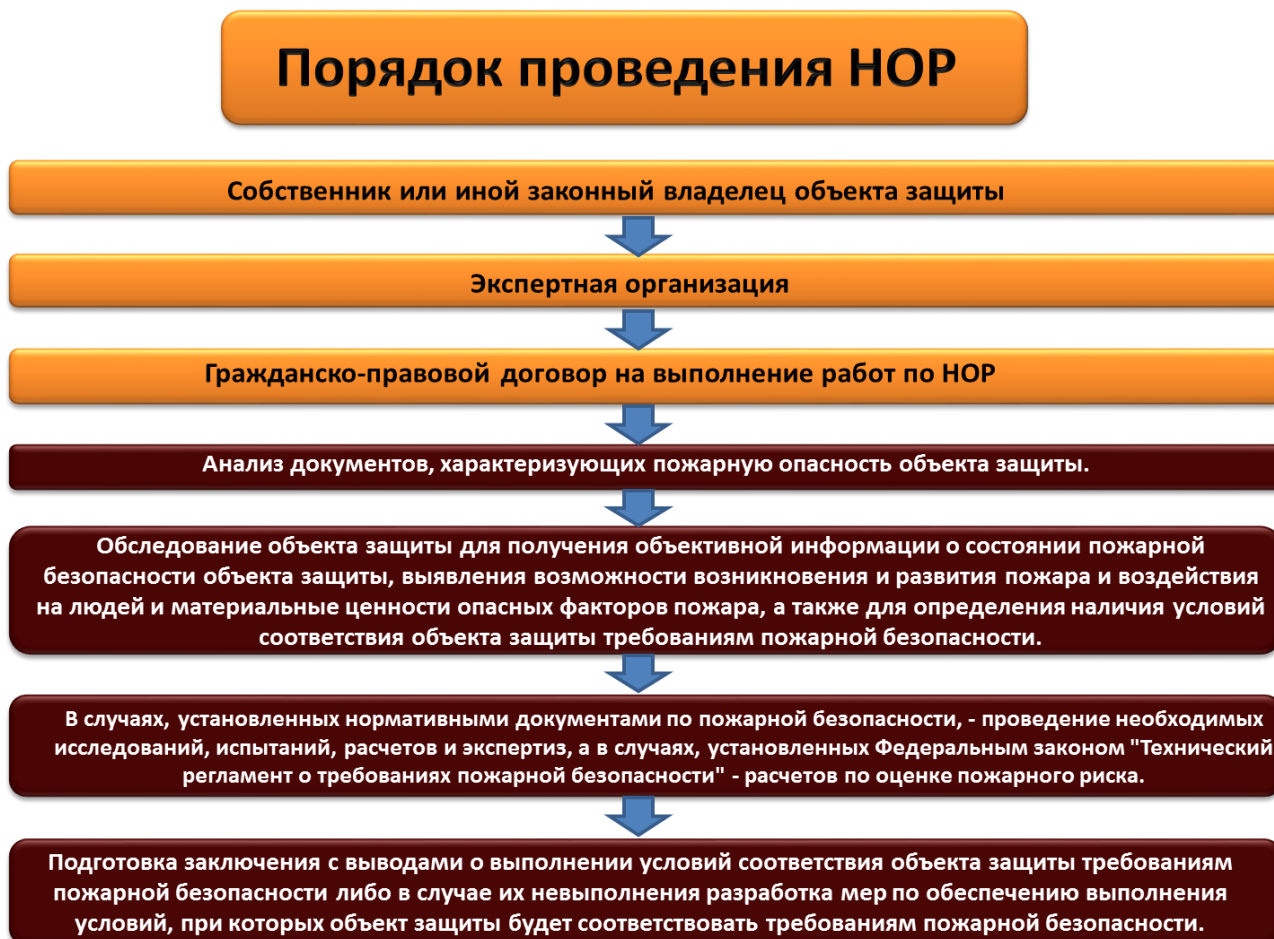 Порядок проведения НОР
Собственник или иной законный владелец объекта защиты
Экспертная организация
Гражданско-правовой договор на выполнение работ по НОР
Анализ документов, характеризующих пожарную опасность объекта защиты.
Обследование объекта защиты для получения объективной информации о состоянии пожарной
безопасности объекта защиты, выявления возможности возникновения и развития пожара и воздействия
на людей и материальные ценности опасных факторов пожара, а также для определения наличия условий
соответствия объекта защиты требованиям пожарной безопасности.
В случаях, установленных нормативными документами по пожарной безопасности, - проведение необходимых
исследований, испытаний, расчетов и экспертиз, а в случаях, установленных Федеральным законом "Технический
регламент о требованиях пожарной безопасности" - расчетов по оценке пожарного риска.
Подготовка заключения с выводами о выполнении условий соответствия объекта защиты требованиям
пожарной безопасности либо в случае их невыполнения разработка мер по обеспечению выполнения
условий, при которых объект защиты будет соответствовать требованиям пожарной безопасности.